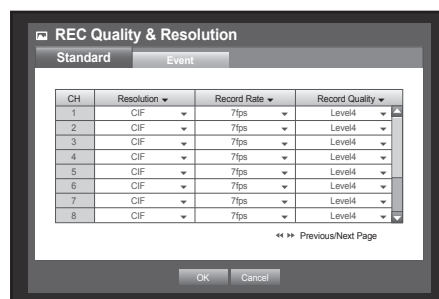 REC Quality & Resolution
Standard Event
CH Resolution Record Rate Record Quality
1 CIF 7fps Level4
2 CIF 7fps Level4
3 CIF 7fps Level4
4 CIF 7fps Level4
5 CIF 7fps Level4
6 CIF 7fps Level4
7 CIF 7fps Level4
8 CIF 7fps Level4
Previous/Next Page
OK Cancel